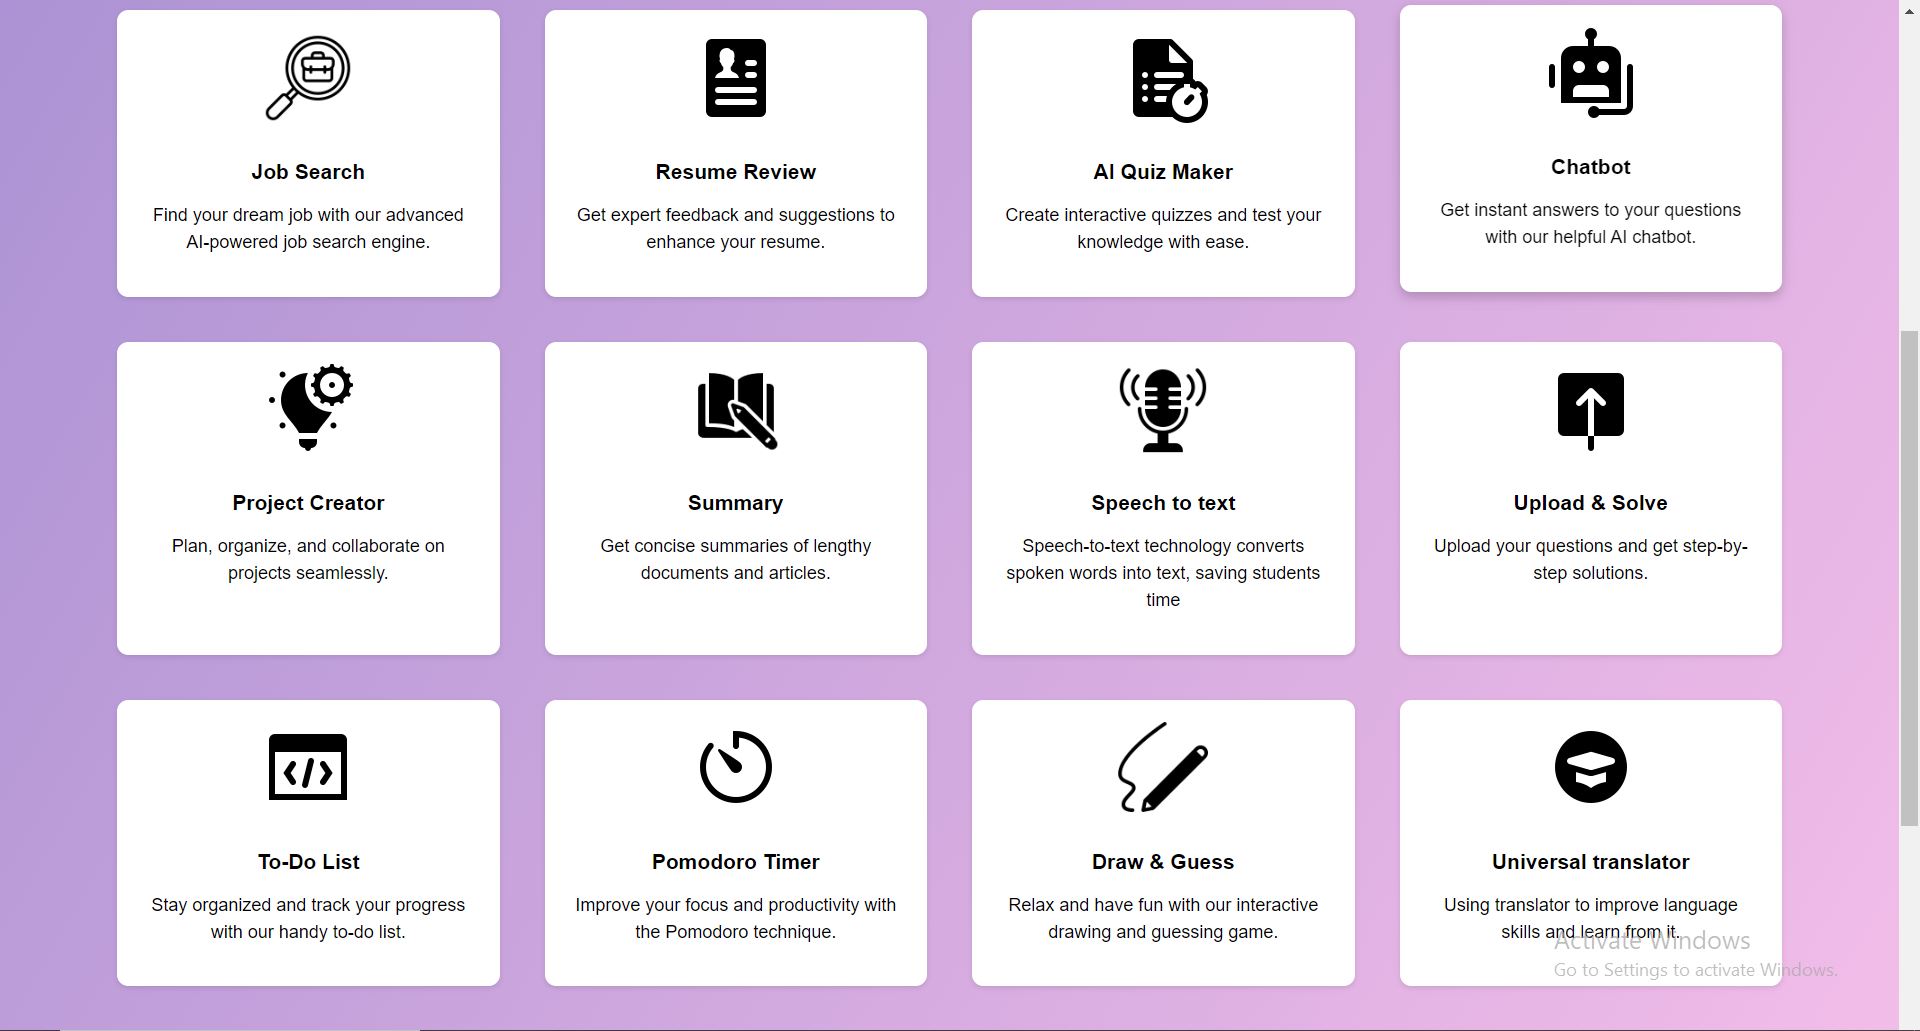 Job Search
Find your dream job with our advanced
AI-powered job search engine.
Resume Review
Get expert feedback and suggestions to
enhance your resume.
AI Quiz Maker
Create interactive quizzes and test your
knowledge with ease.
Chatbot
Get instant answers to your questions
with our helpful AI chatbot.
Project Creator
Plan, organize, and collaborate on
projects seamlessly.
Summary
Get concise summaries of lengthy
documents and articles.
Speech to text
Speech-to-text technology converts
spoken words into text, saving students
time
Upload & Solve
Upload your questions and get step-by-
step solutions.
To-Do List
Stay organized and track your progress
with our handy to-do list.
Pomodoro Timer
Improve your focus and productivity with
the Pomodoro technique.
Draw & Guess
Relax and have fun with our interactive
drawing and guessing game.
Universal translator
Using translator to improve language
skills and learn from it.
Activate Windows
Go to Settings to activate Windows.